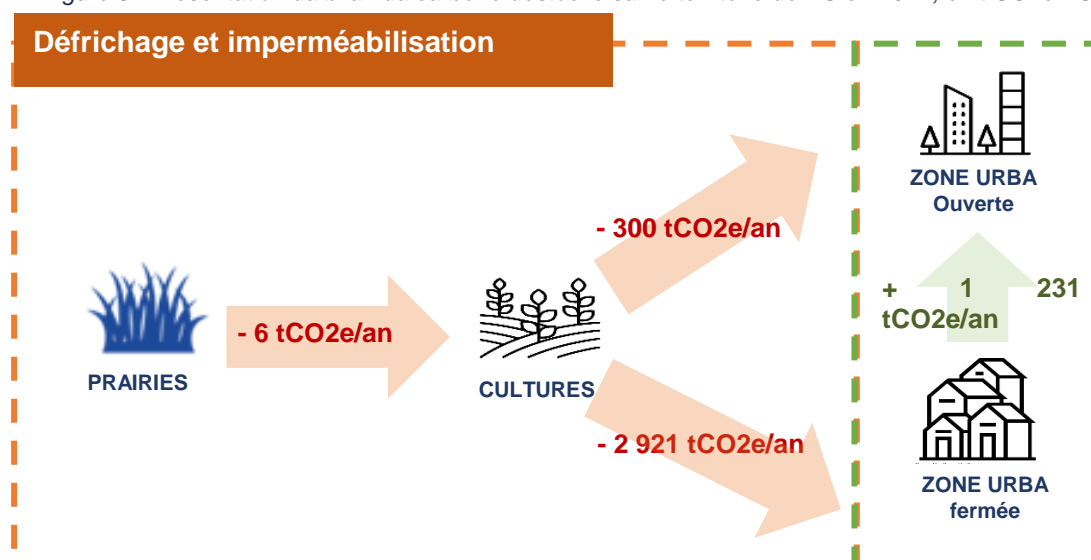 Défrichage et imperméabilisation
ZONE URBA
Ouverte
- 300 tCO2e/an
+ 1 231
tCO2e/an
- 6 tCO2e/an
PRAIRIES
CULTURES
- 2 921 tCO2e/an
ZONE URBA
fermée